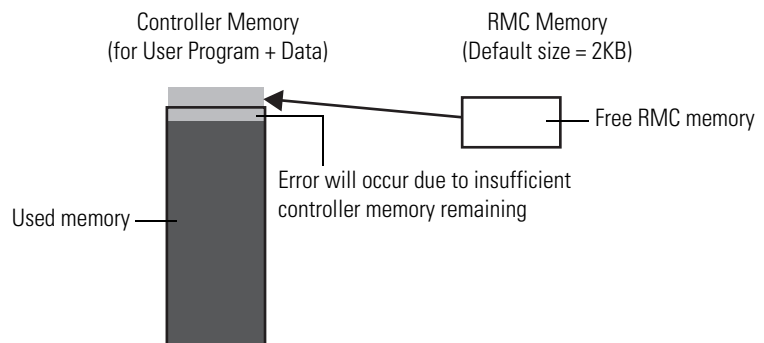 Controller Memory
(for User Program + Data)
RMC Memory
(Default size = 2KB)
Free RMC memory
Error will occur due to insufficient
controller memory remaining
Used memory